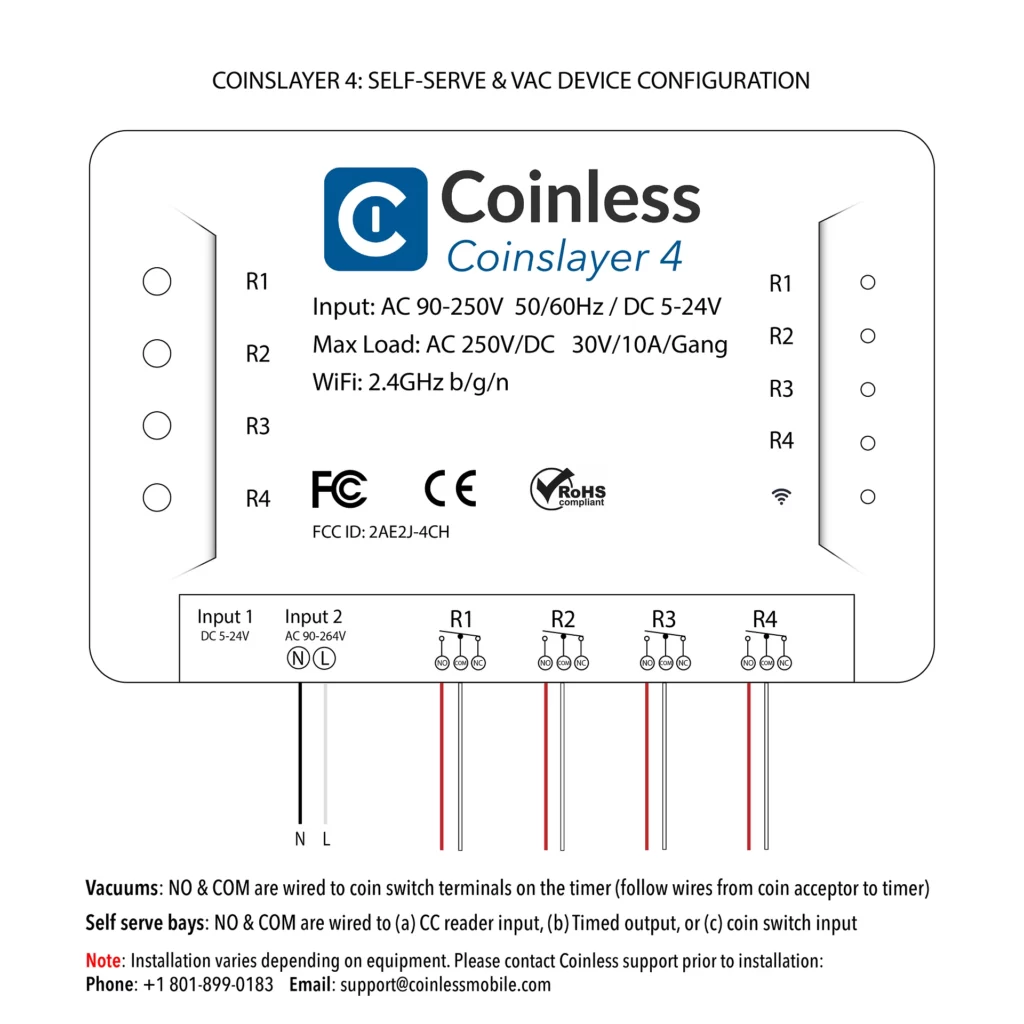 COINSLAYER 4: SELF-SERVE & VAC DEVICE CONFIGURATION
Coinless
Coinslayer 4
Input: AC 90-250V 50/60Hz / DC 5-24V
Max Load: AC 250V/DC 30V/10A/Gang
WiFi: 2.4GHz b/g/n
R1
R2
R3
R4
R1
R2
R3
R4
FC CE RoHS
compliant
FCC ID: 2AE2J-4CH
Input 1
DC 5-24V
Input 2
AC 90-264V
N L
R1
NO COM NC
R2
NO COM NC
R3
NO COM NC
R4
NO COM NC
N L
Vacuums: NO & COM are wired to coin switch terminals on the timer (follow wires from coin acceptor to timer)
Self serve bays: NO & COM are wired to (a) CC reader input, (b) Timed output, or (c) coin switch input
Note: Installation varies depending on equipment. Please contact Coinless support prior to installation:
Phone: +1 801-899-0183 Email: support@coinlessmobile.com